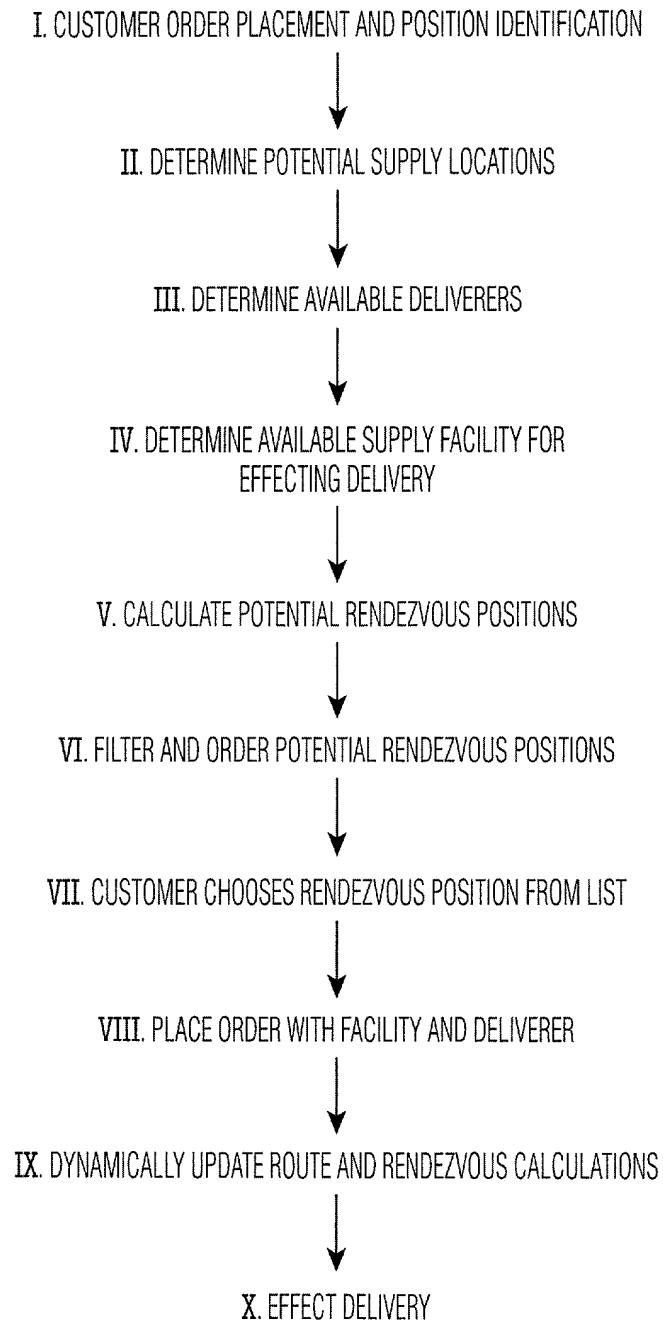 I. CUSTOMER ORDER PLACEMENT AND POSITION IDENTIFICATION
II. DETERMINE POTENTIAL SUPPLY LOCATIONS
III. DETERMINE AVAILABLE DELIVERERS
IV. DETERMINE AVAILABLE SUPPLY FACILITY FOR
EFFECTING DELIVERY
V. CALCULATE POTENTIAL RENDEZVOUS POSITIONS
VI. FILTER AND ORDER POTENTIAL RENDEZVOUS POSITIONS
VII. CUSTOMER CHOOSES RENDEZVOUS POSITION FROM LIST
VIII. PLACE ORDER WITH FACILITY AND DELIVERER
IX. DYNAMICALLY UPDATE ROUTE AND RENDEZVOUS CALCULATIONS
X. EFFECT DELIVERY